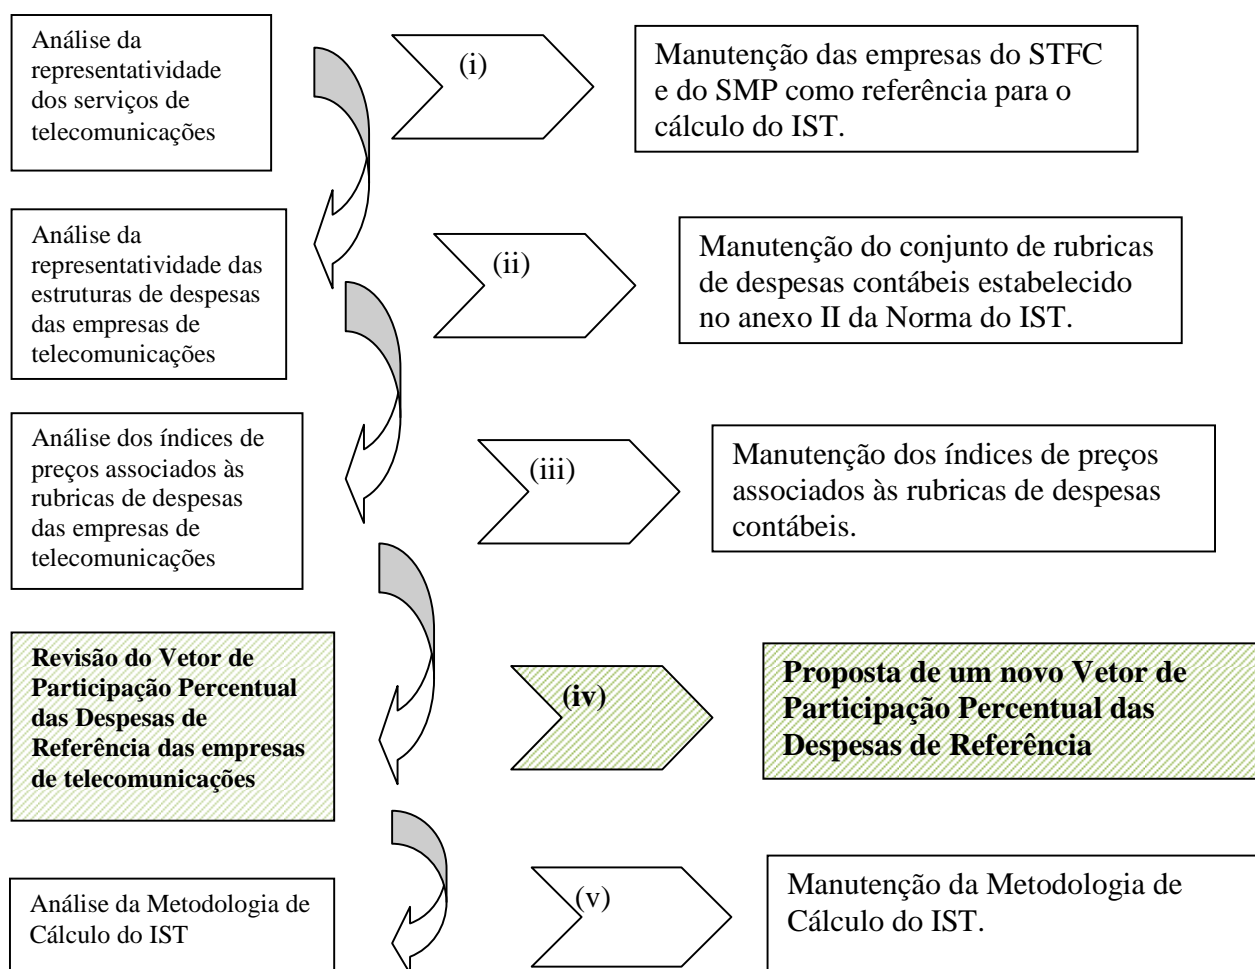 Análise da
representatividade
dos serviços de
telecomunicações
(i)
Manutenção das empresas do STFC
e do SMP como referência para o
cálculo do IST.
Análise da
representatividade das
estruturas de despesas
das empresas de
telecomunicações
(ii)
Manutenção do conjunto de rubricas
de despesas contábeis estabelecido
no anexo II da Norma do IST.
Análise dos índices de
preços associados às
rubricas de despesas
das empresas de
telecomunicações
(iii)
Manutenção dos índices de preços
associados às rubricas de despesas
contábeis.
Revisão do Vetor de
Participação Percentual
das Despesas de
Referência das empresas
de telecomunicações
(iv)
Proposta de um novo Vetor de
Participação Percentual das
Despesas de Referência
Análise da Metodologia de
Cálculo do IST
(v)
Manutenção da Metodologia de
Cálculo do IST.